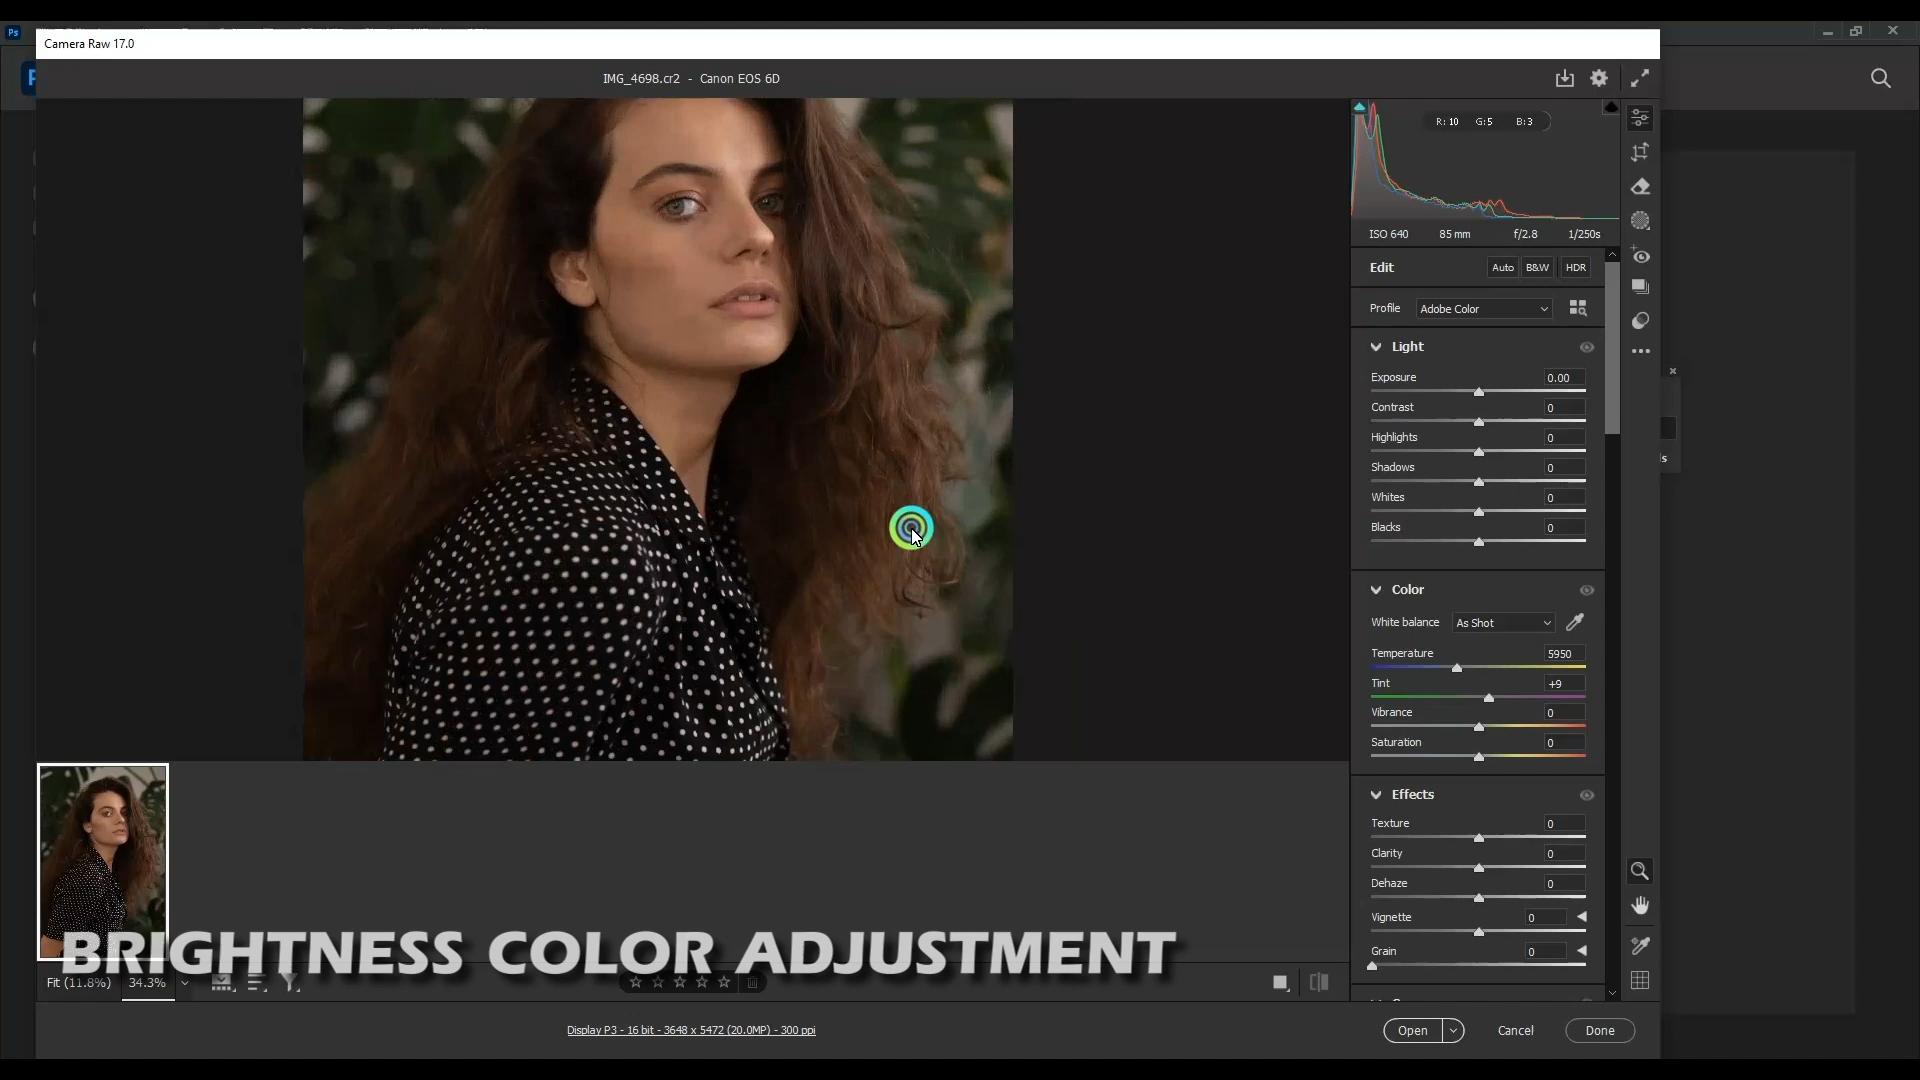 Ps
Camera Raw 17.0
IMG_4698.cr2 - Canon EOS 6D
R: 10 G:5 B:3
ISO 640 85 mm f/2.8 1/250s
Edit Auto B&W HDR
Profile Adobe Color
Light
Exposure 0.00
Contrast 0
Highlights 0
Shadows 0
Whites 0
Blacks 0
Color
White balance As Shot
Temperature 5950
Tint +9
Vibrance 0
Saturation 0
Effects
Texture 0
Clarity 0
Dehaze 0
Vignette 0
Grain 0
BRIGHTNESS COLOR ADJUSTMENT
Fit (11.8%) 34.3%
Display P3 - 16 bit - 3648 x 5472 (20.0MP) - 300 ppi
Open Cancel Done